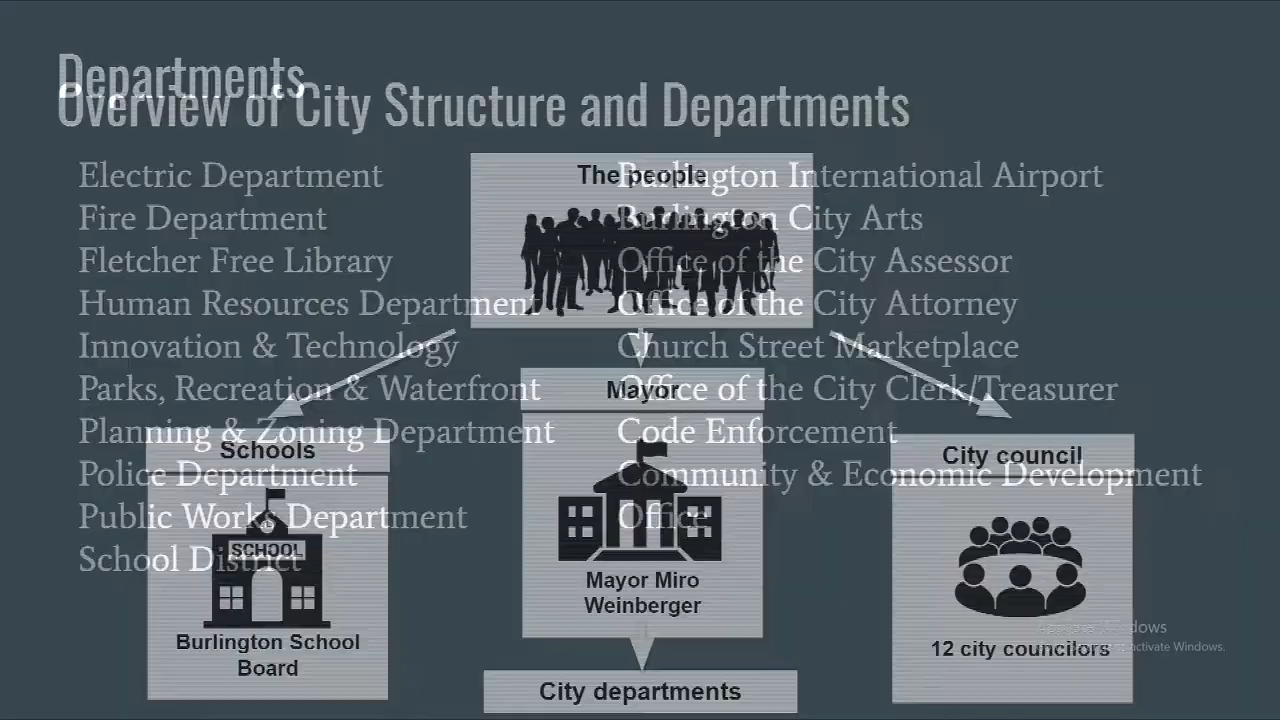 Departments
Overview of City Structure and Departments
Electric Department
Fire Department
Fletcher Free Library
Human Resources Department
Innovation & Technology
Parks, Recreation & Waterfront
Planning & Zoning Department
Police Department
Public Works Department
School District
Burlington International Airport
Burlington City Arts
Office of the City Assessor
Office of the City Attorney
Church Street Marketplace
Office of the City Clerk/Treasurer
Code Enforcement
Community & Economic Development
Office
The people
Schools
SCHOOL
Burlington School
Board
Mayor
Mayor Miro
Weinberger
City departments
City council
12 city councilors
Windows
activate Windows.